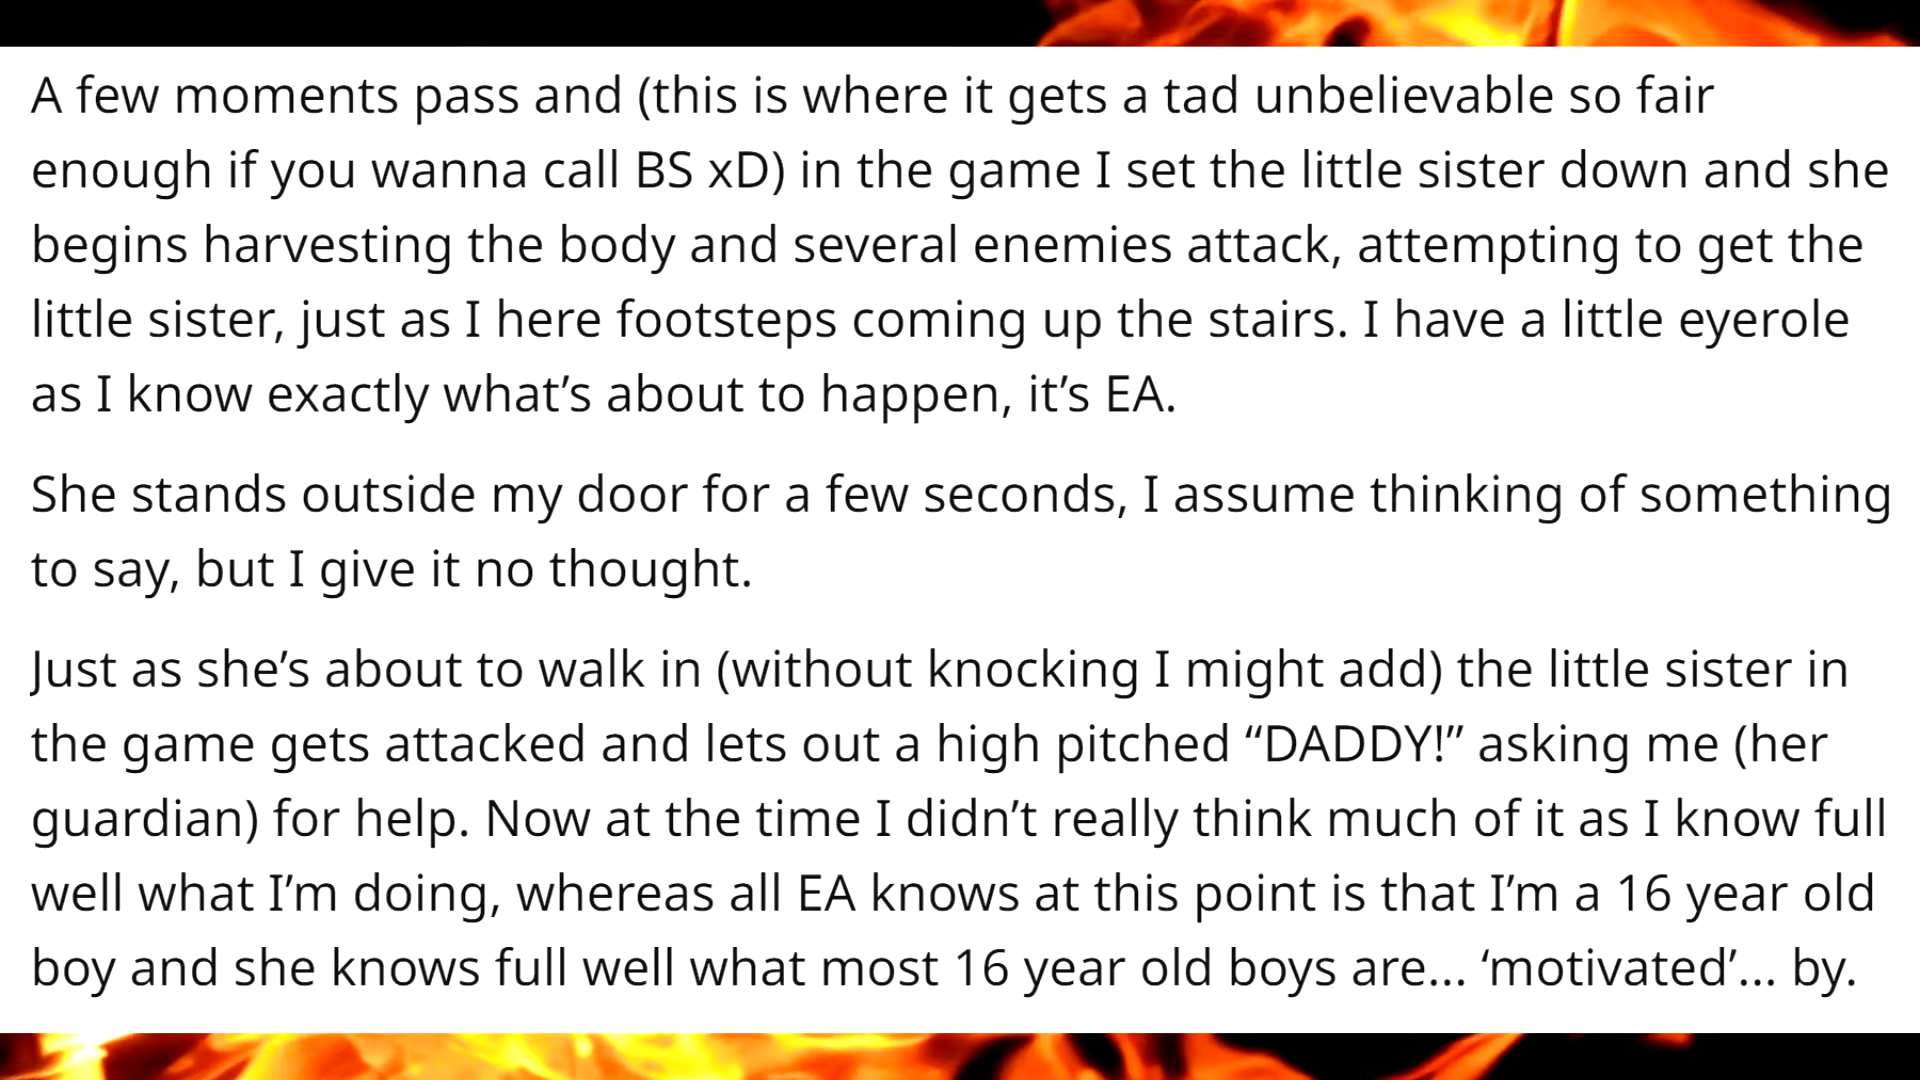 A few moments pass and (this is where it gets a tad unbelievable so fair
enough if you wanna call BS xD) in the game I set the little sister down and she
begins harvesting the body and several enemies attack, attempting to get the
little sister, just as I here footsteps coming up the stairs. I have a little eyerole
as I know exactly what’s about to happen, it’s EA.
She stands outside my door for a few seconds, I assume thinking of something
to say, but I give it no thought.
Just as she’s about to walk in (without knocking I might add) the little sister in
the game gets attacked and lets out a high pitched “DADDY!” asking me (her
guardian) for help. Now at the time I didn’t really think much of it as I know full
well what I’m doing, whereas all EA knows at this point is that I’m a 16 year old
boy and she knows full well what most 16 year old boys are... ‘motivated’... by.